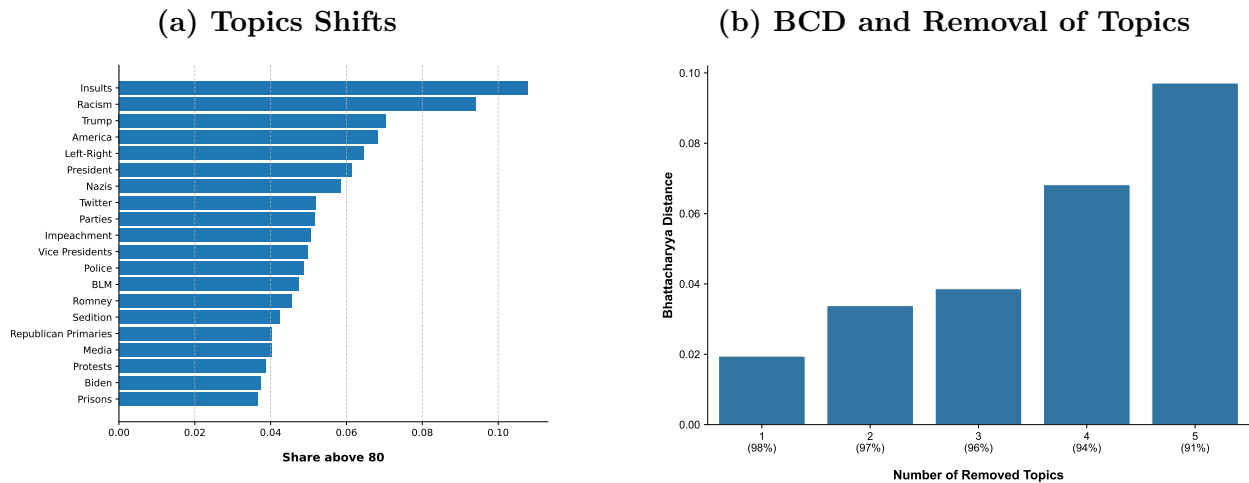 (a) Topics Shifts
Insults
Racism
Trump
America
Left-Right
President
Nazis
Twitter
Parties
Impeachment
Vice Presidents
Police
BLM
Romney
Sedition
Republican Primaries
Media
Protests
Biden
Prisons
0.00 0.02 0.04 0.06 0.08 0.10
Share above 80
(b) BCD and Removal of Topics
0.10
0.08
0.06
0.04
0.02
0.00
Bhattacharyya Distance
1 2 3 4 5
(98%) (97%) (96%) (94%) (91%)
Number of Removed Topics